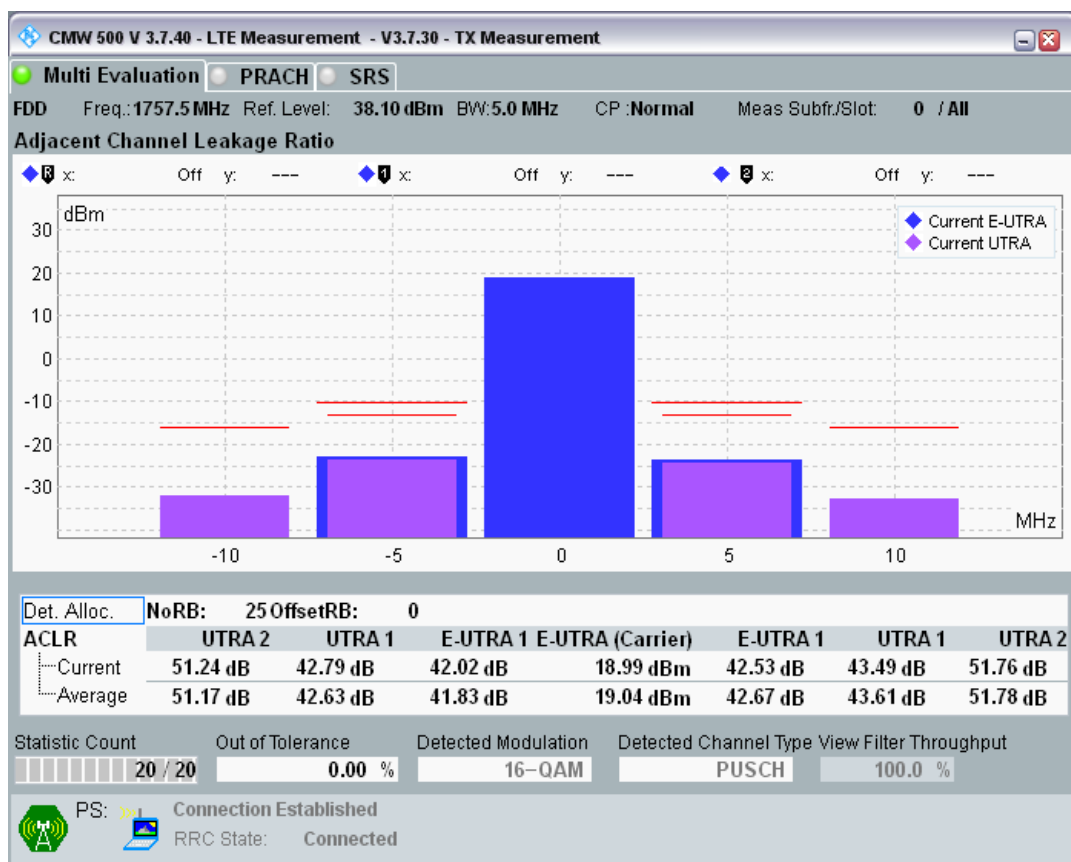 CMW 500 V 3.7.40 - LTE Measurement - V3.7.30 - TX Measurement
Multi Evaluation PRACH SRS
FDD Freq.: 1757.5 MHz Ref. Level: 38.10 dBm BW: 5.0 MHz CP : Normal Meas Subfr./Slot: 0 / All
Adjacent Channel Leakage Ratio
R x: Off y: --- 1 x: Off y: --- 2 x: Off y: ---
dBm
Current E-UTRA
Current UTRA
30
20
10
0
-10
-20
-30
MHz
-10 -5 0 5 10
Det. Alloc. NoRB: 25 OffsetRB: 0
ACLR UTRA 2 UTRA 1 E-UTRA 1 E-UTRA (Carrier) E-UTRA 1 UTRA 1 UTRA 2
Current 51.24 dB 42.79 dB 42.02 dB 18.99 dBm 42.53 dB 43.49 dB 51.76 dB
Average 51.17 dB 42.63 dB 41.83 dB 19.04 dBm 42.67 dB 43.61 dB 51.78 dB
Statistic Count Out of Tolerance Detected Modulation Detected Channel Type View Filter Throughput
20 / 20 0.00 % 16-QAM PUSCH 100.0 %
PS: Connection Established
RRC State: Connected